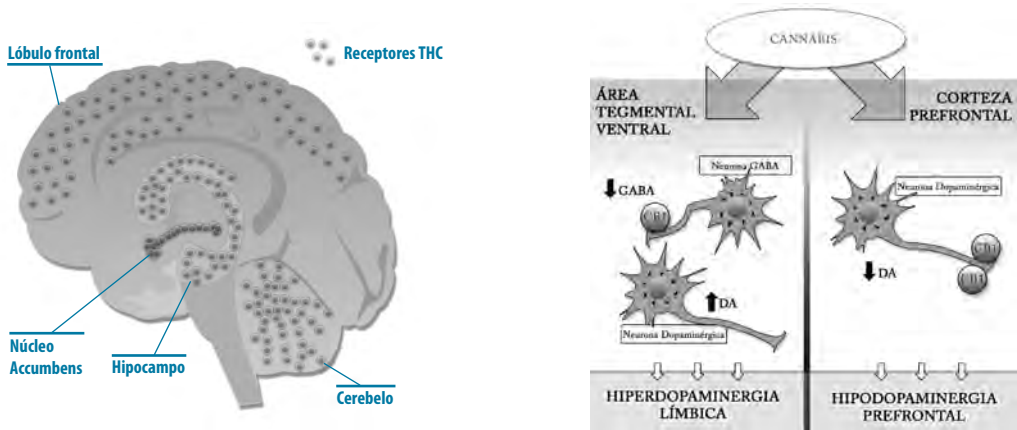 Lóbulo frontal
Receptores THC
Núcleo
Accumbens
Hipocampo
Cerebelo
CANNABIS
ÁREA
TEGMENTAL
VENTRAL
CORTEZA
PREFRONTAL
Neurona GABA
GABA
CB1
Neurona Dopaminérgica
DA
Neurona Dopaminérgica
CB1
CB1
DA
HIPERDOPAMINERGIA
LÍMBICA
HIPODOPAMINERGIA
PREFRONTAL